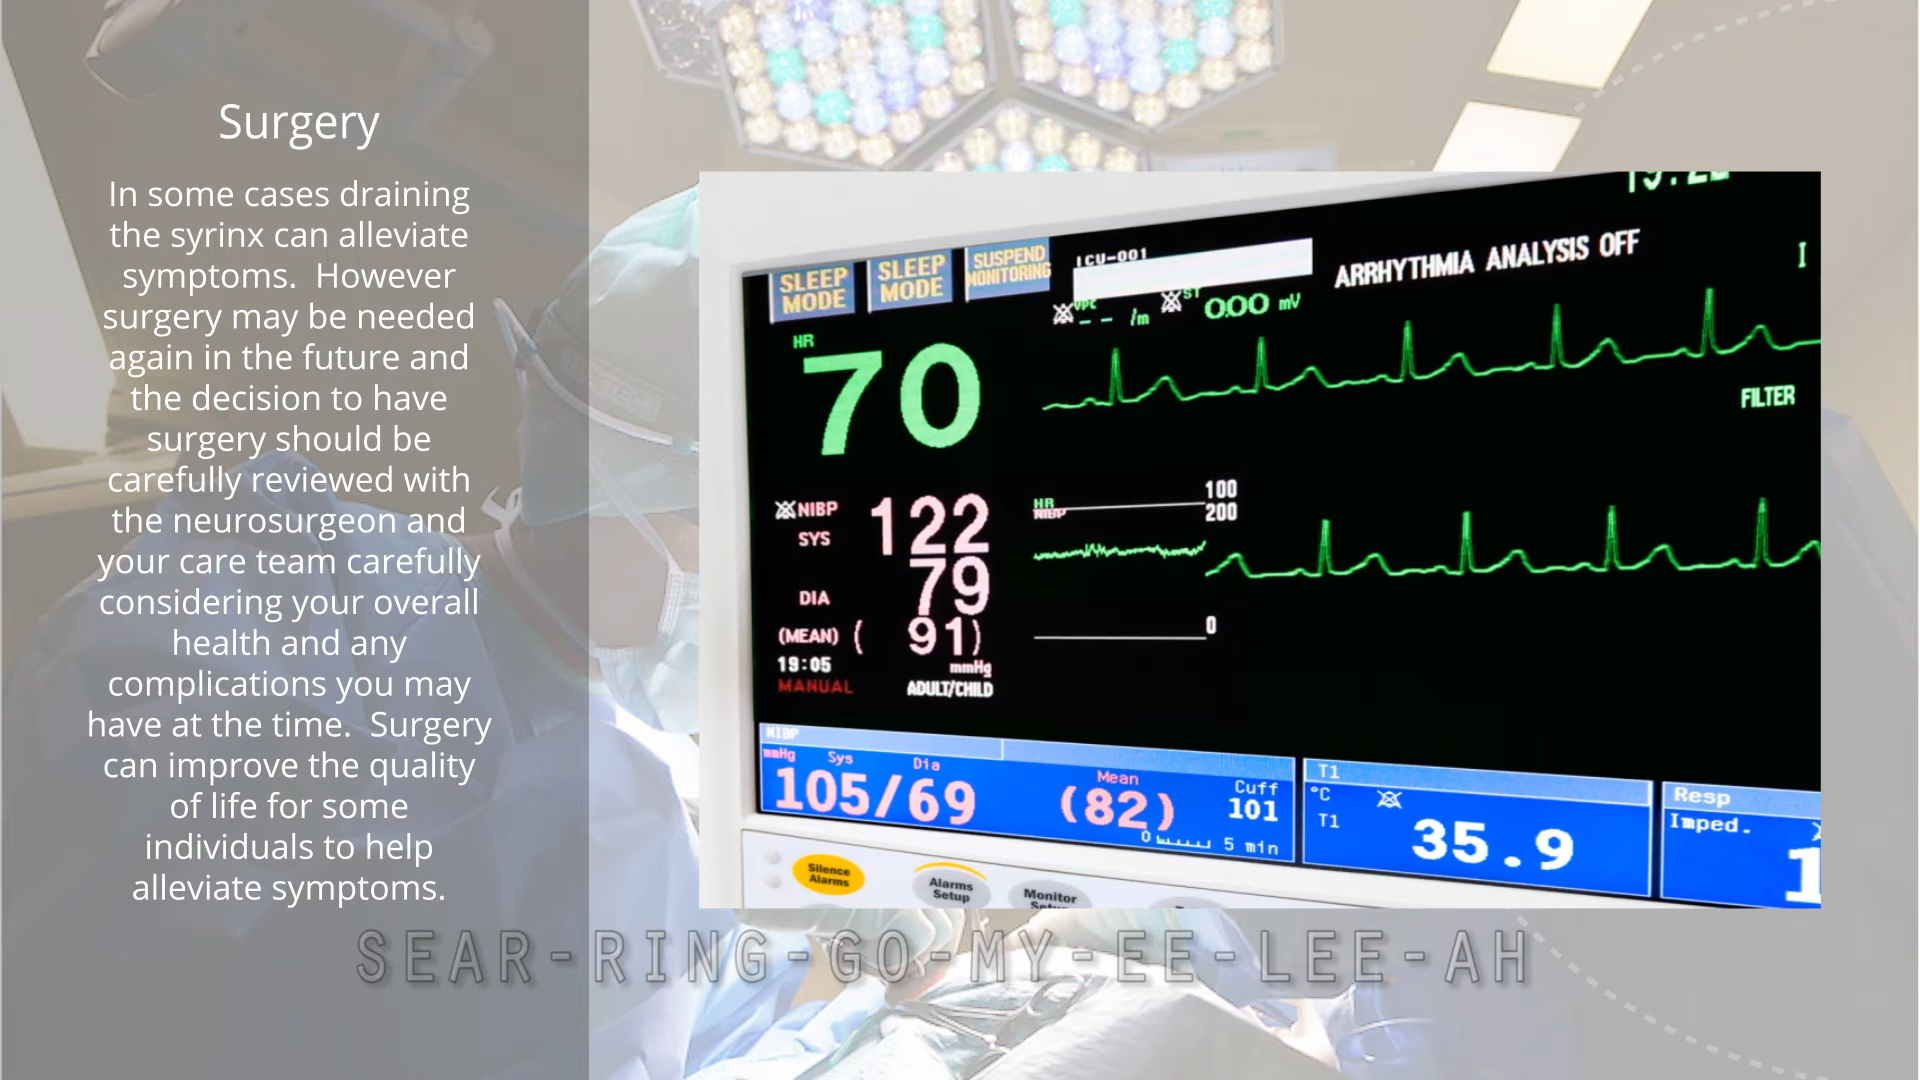 Surgery
In some cases draining
the syrinx can alleviate
symptoms.  However
surgery may be needed
again in the future and
the decision to have
surgery should be
carefully reviewed with
the neurosurgeon and
your care team carefully
considering your overall
health and any
complications you may
have at the time.  Surgery
can improve the quality
of life for some
individuals to help
alleviate symptoms.
SLEEP MODE
SLEEP MODE
SUSPEND MONITORING
ICU-001
ARRHYTHMIA ANALYSIS OFF
I
VPC
-- /m
ST
0.00 mV
HR
70
FILTER
NIBP
SYS
122
DIA
79
(MEAN) ( 91)
19:05
mmHg
MANUAL
ADULT/CHILD
HR
NIBP
100
200
0
NIBP
mmHg Sys Dia
105/69
Mean
(82)
Cuff
101
0 5 min
T1
°C
T1
35.9
Resp
Imped.
1
Silence Alarms
Alarms Setup
Monitor
SEAR-RING-GO-MY-EE-LEE-AH